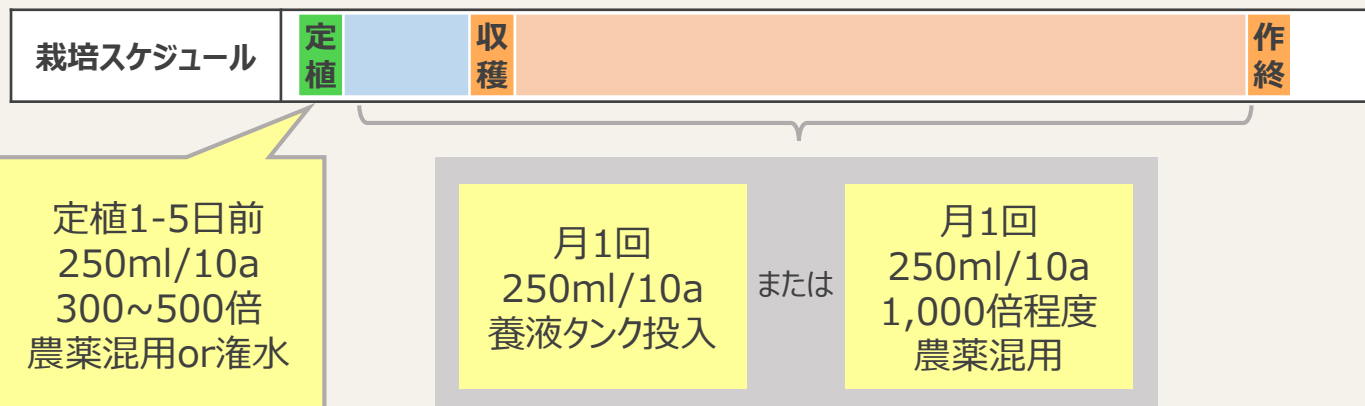 栽培スケジュール
定植
収穫
作終
定植1-5日前
250ml/10a
300~500倍
農薬混用or潅水
月1回
250ml/10a
養液タンク投入
または
月1回
250ml/10a
1,000倍程度
農薬混用